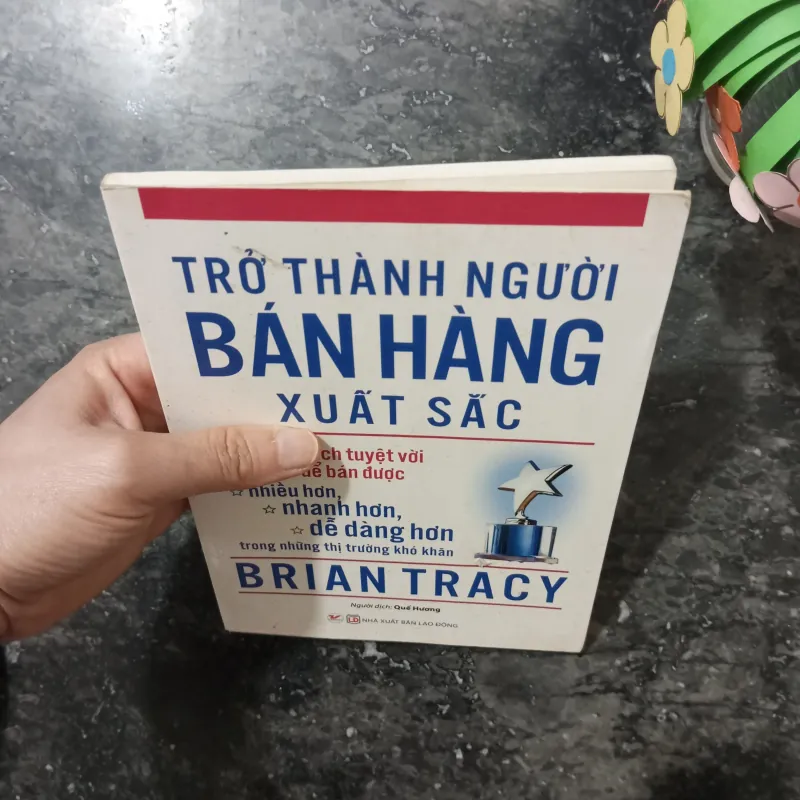 TRỞ THÀNH NGƯỜI
BÁN HÀNG
XUẤT SẮC
tuyệt vời
để bán được
nhiều hơn,
nhanh hơn,
dễ dàng hơn
trong những thị trường khó khăn
BRIAN TRACY
Người dịch: Quế Hương
LĐ NHÀ XUẤT BẢN LAO ĐỘNG